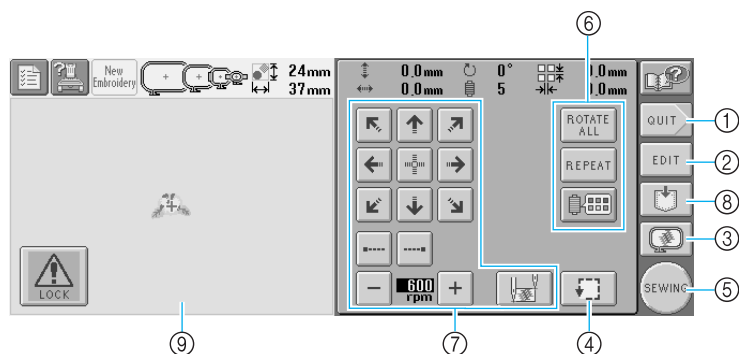 ⑥
New
Embroidery
24mm
37mm
0.0mm
0°
0.0mm
0.0mm
5
0.0mm
ROTATE
ALL
QUIT
①
REPEAT
EDIT
②
⑧
③
LOCK
600
rpm
SEWING
⑤
⑨
⑦
④